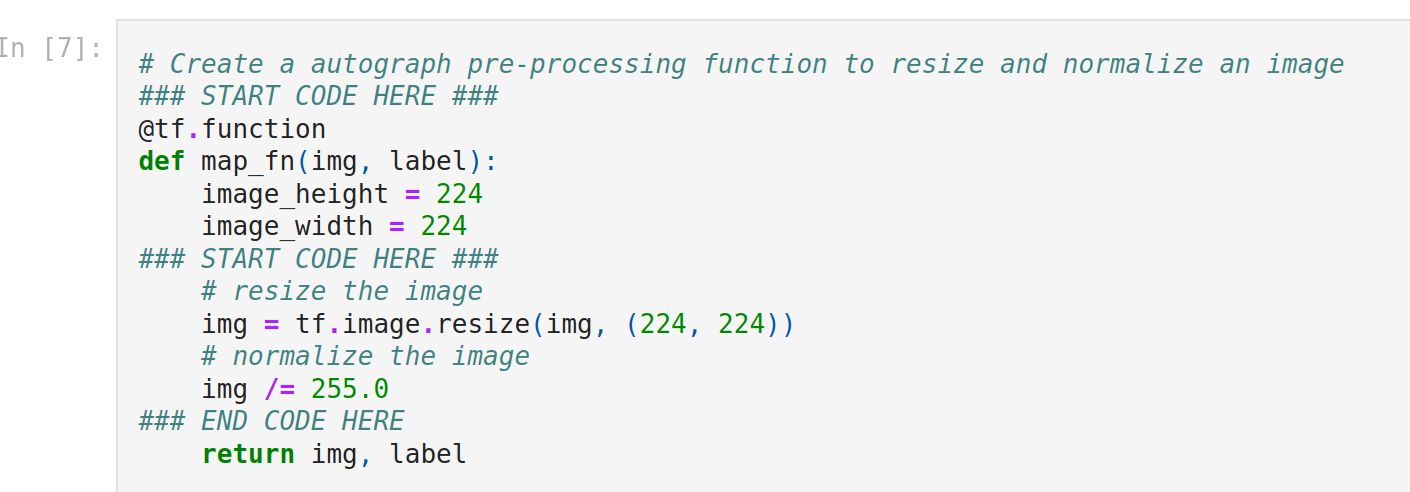 In [7]:
# Create a autograph pre-processing function to resize and normalize an image
### START CODE HERE ###
@tf.function
def map_fn(img, label):
    image_height = 224
    image_width = 224
### START CODE HERE ###
    # resize the image
    img = tf.image.resize(img, (224, 224))
    # normalize the image
    img /= 255.0
### END CODE HERE
    return img, label